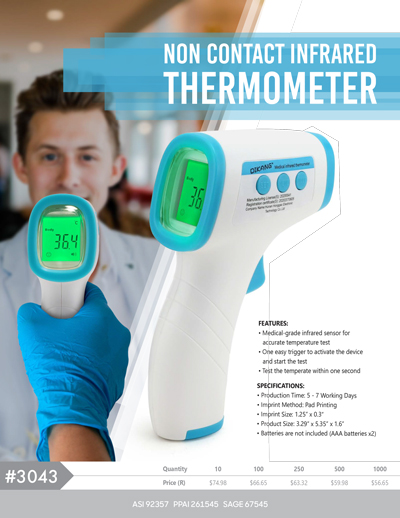 NON CONTACT INFRARED
THERMOMETER
36.4
36
DIKANG
Medical infrared thermometer
FEATURES:
• Medical-grade infrared sensor for
accurate temperature test
• One easy trigger to activate the device
and start the test
• Test the temperate within one second
SPECIFICATIONS:
• Production Time: 5 - 7 Working Days
• Imprint Method: Pad Printing
• Imprint Size: 1.25" x 0.3"
• Product Size: 3.29" x 5.35" x 1.6"
• Batteries are not included (AAA batteries x2)
#3043
Quantity 10 100 250 500 1000
Price (R) $74.98 $66.65 $63.32 $59.98 $56.65
ASI 92357 PPAI 261545 SAGE 67545